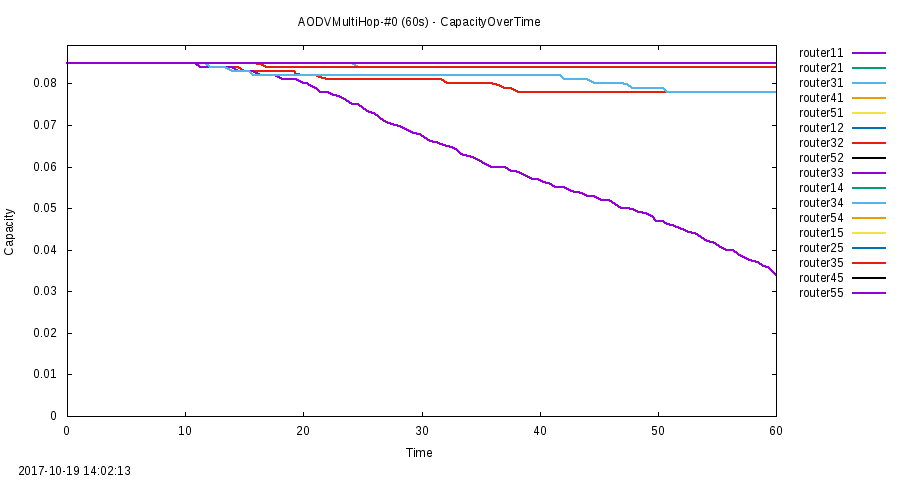 AODVMultiHop-#0 (60s) - CapacityOverTime
router11
router21
router31
router41
router51
router12
router32
router52
router33
router14
router34
router54
router15
router25
router35
router45
router55
0.08
0.07
0.06
0.05
0.04
0.03
0.02
0.01
0
Capacity
0 10 20 30 40 50 60
Time
2017-10-19 14:02:13